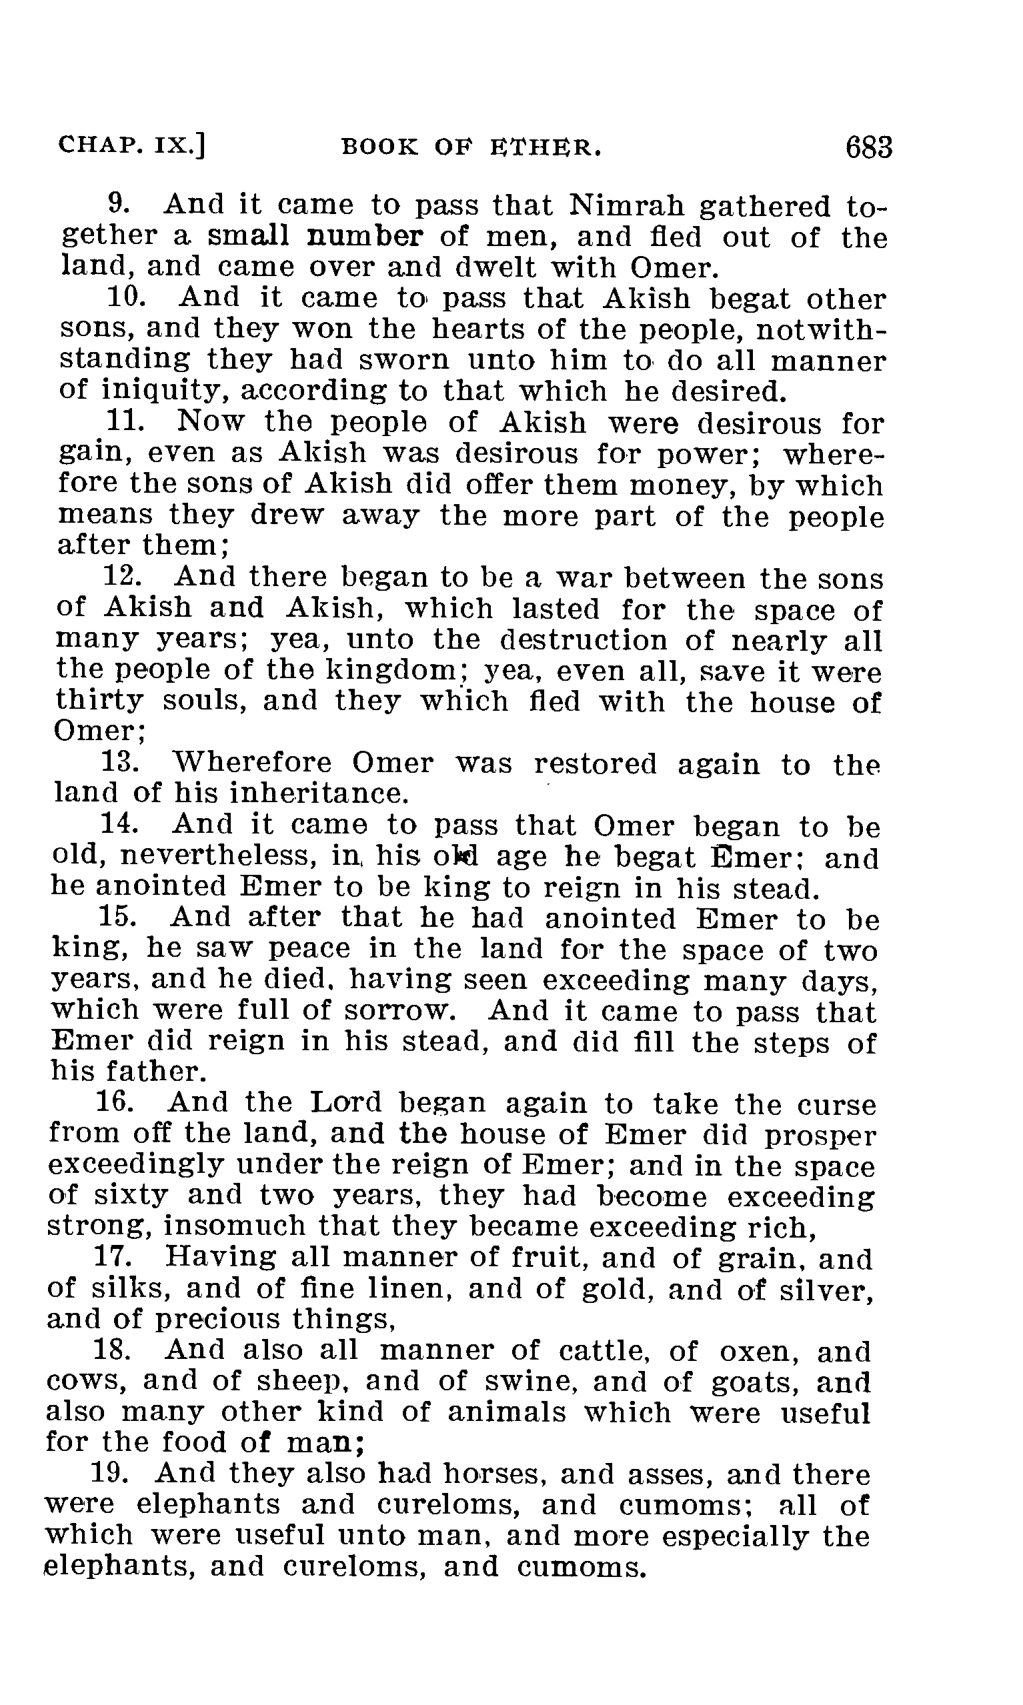 CHAP. IX.] BOOK OF ETHER. 683
9. And it came to pass that Nimrah gathered to-
gether a small number of men, and fled out of the
land, and came over and dwelt with Omer.
10. And it came to pass that Akish begat other
sons, and they won the hearts of the people, notwith-
standing they had sworn unto him to do all manner
of iniquity, according to that which he desired.
11. Now the people of Akish were desirous for
gain, even as Akish was desirous for power; where-
fore the sons of Akish did offer them money, by which
means they drew away the more part of the people
after them;
12. And there began to be a war between the sons
of Akish and Akish, which lasted for the space of
many years; yea, unto the destruction of nearly all
the people of the kingdom; yea, even all, save it were
thirty souls, and they which fled with the house of
Omer;
13. Wherefore Omer was restored again to the
land of his inheritance.
14. And it came to pass that Omer began to be
old, nevertheless, in his old age he begat Emer; and
he anointed Emer to be king to reign in his stead.
15. And after that he had anointed Emer to be
king, he saw peace in the land for the space of two
years, and he died, having seen exceeding many days,
which were full of sorrow. And it came to pass that
Emer did reign in his stead, and did fill the steps of
his father.
16. And the Lord began again to take the curse
from off the land, and the house of Emer did prosper
exceedingly under the reign of Emer; and in the space
of sixty and two years, they had become exceeding
strong, insomuch that they became exceeding rich,
17. Having all manner of fruit, and of grain, and
of silks, and of fine linen, and of gold, and of silver,
and of precious things,
18. And also all manner of cattle, of oxen, and
cows, and of sheep, and of swine, and of goats, and
also many other kind of animals which were useful
for the food of man;
19. And they also had horses, and asses, and there
were elephants and cureloms, and cumoms; all of
which were useful unto man, and more especially the
elephants, and cureloms, and cumoms.